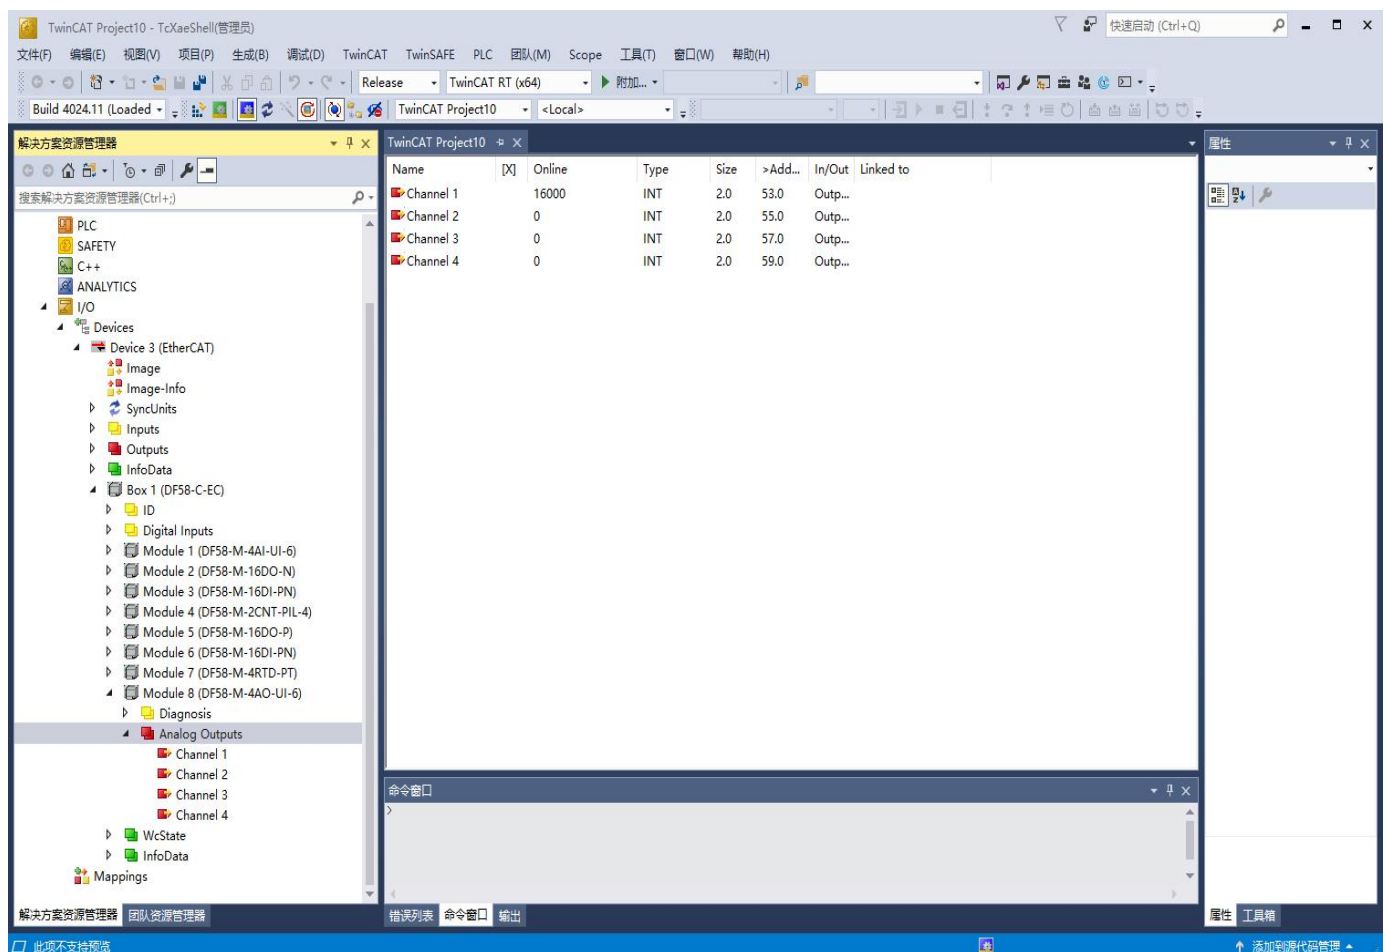 TwinCAT Project10 - TcXaeShell(管理员)
快速启动 (Ctrl+Q)
文件(F) 编辑(E) 视图(V) 项目(P) 生成(B) 调试(D) TwinCAT TwinSAFE PLC 团队(M) Scope 工具(T) 窗口(W) 帮助(H)
Release TwinCAT RT (x64) 附加...
Build 4024.11 (Loaded TwinCAT Project10 <Local>
解决方案资源管理器
搜索解决方案资源管理器(Ctrl+;)
PLC
SAFETY
C++
ANALYTICS
I/O
Devices
Device 3 (EtherCAT)
Image
Image-Info
SyncUnits
Inputs
Outputs
InfoData
Box 1 (DF58-C-EC)
ID
Digital Inputs
Module 1 (DF58-M-4AI-UI-6)
Module 2 (DF58-M-16DO-N)
Module 3 (DF58-M-16DI-PN)
Module 4 (DF58-M-2CNT-PIL-4)
Module 5 (DF58-M-16DO-P)
Module 6 (DF58-M-16DI-PN)
Module 7 (DF58-M-4RTD-PT)
Module 8 (DF58-M-4AO-UI-6)
Diagnosis
Analog Outputs
Channel 1
Channel 2
Channel 3
Channel 4
WcState
InfoData
Mappings
解决方案资源管理器 团队资源管理器
TwinCAT Project10
Name [X] Online Type Size >Add... In/Out Linked to
Channel 1 16000 INT 2.0 53.0 Outp...
Channel 2 0 INT 2.0 55.0 Outp...
Channel 3 0 INT 2.0 57.0 Outp...
Channel 4 0 INT 2.0 59.0 Outp...
命令窗口
>
错误列表 命令窗口 输出
属性
属性 工具箱
此项不支持预览
添加到源代码管理